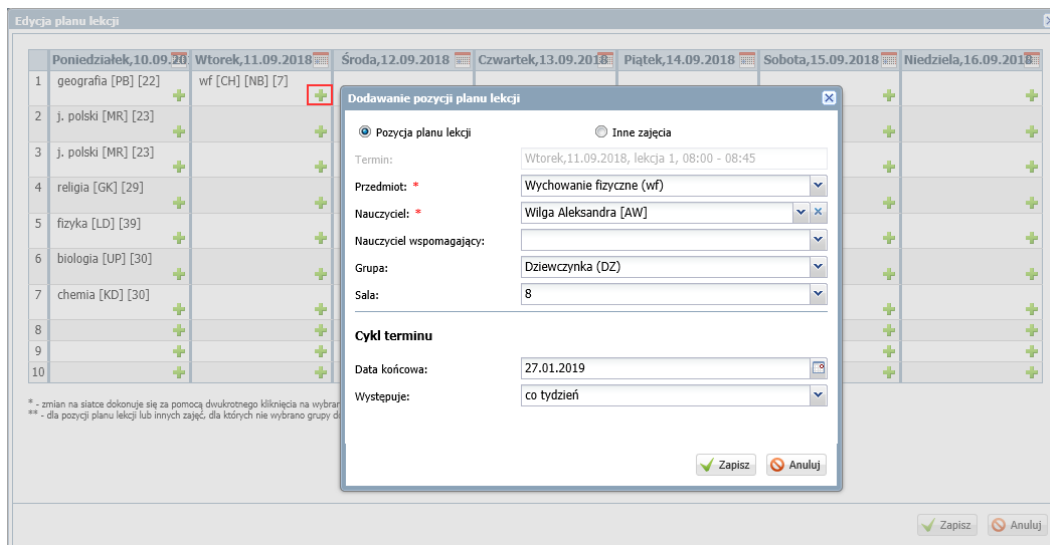 Edycja planu lekcji
Poniedziałek,10.09.20 Wtorek,11.09.2018 Środa,12.09.2018 Czwartek,13.09.2018 Piątek,14.09.2018 Sobota,15.09.2018 Niedziela,16.09.2018
1 geografia [PB] [22] wf [CH] [NB] [7]
2 j. polski [MR] [23]
3 j. polski [MR] [23]
4 religia [GK] [29]
5 fizyka [LD] [39]
6 biologia [UP] [30]
7 chemia [KD] [30]
8
9
10
* - zmian na siatce dokonuje się za pomocą dwukrotnego kliknięcia na wybran
** - dla pozycji planu lekcji lub innych zajęć, dla których nie wybrano grupy d
Dodawanie pozycji planu lekcji
Pozycja planu lekcji Inne zajęcia
Termin: Wtorek,11.09.2018, lekcja 1, 08:00 - 08:45
Przedmiot: * Wychowanie fizyczne (wf)
Nauczyciel: * Wilga Aleksandra [AW]
Nauczyciel wspomagający:
Grupa: Dziewczynka (DZ)
Sala: 8
Cykl terminu
Data końcowa: 27.01.2019
Występuje: co tydzień
Zapisz Anuluj
Zapisz Anuluj